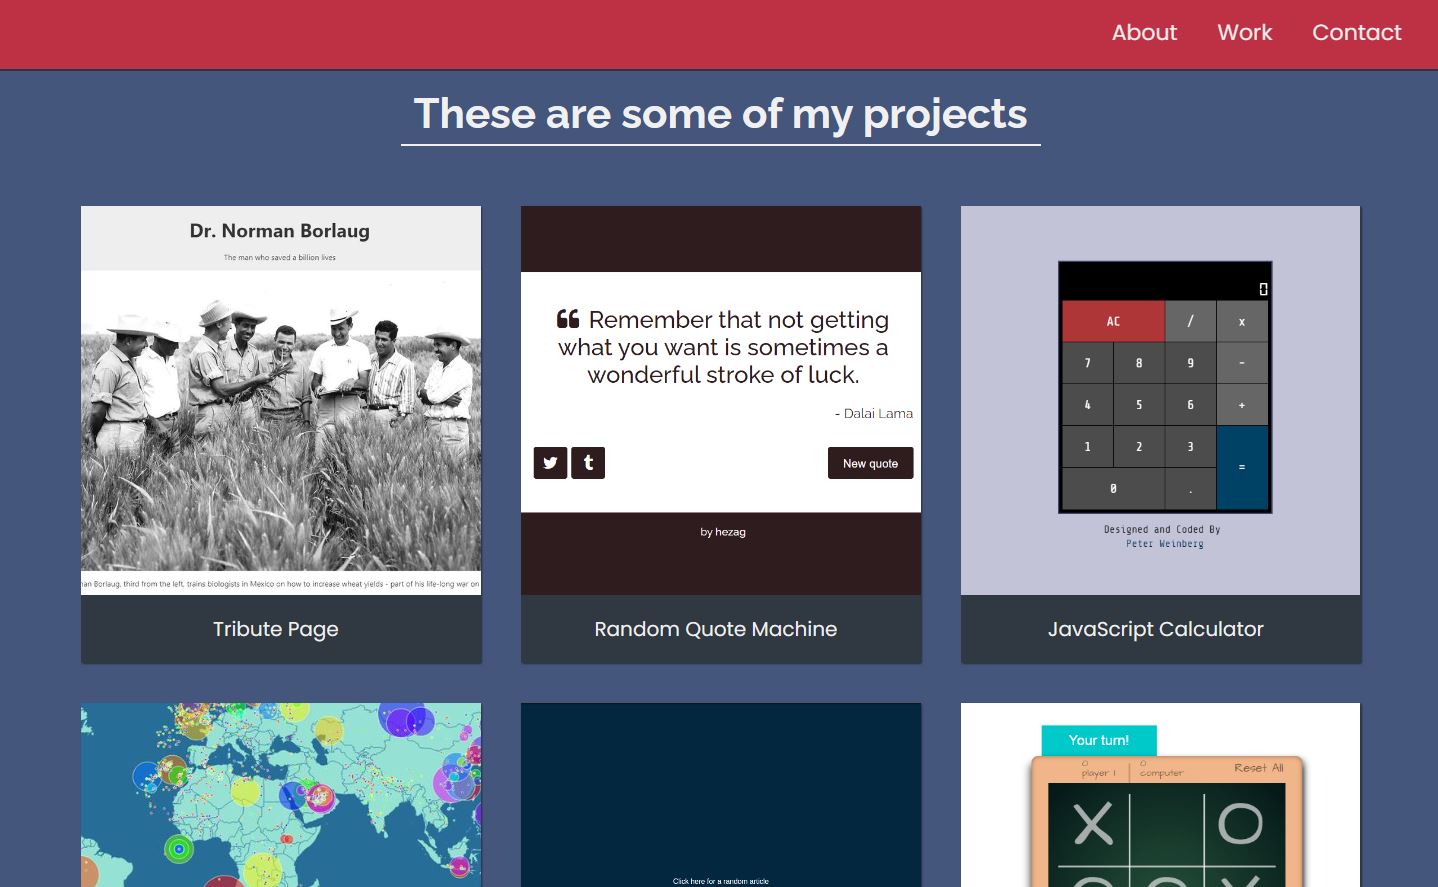 About Work Contact
These are some of my projects
Dr. Norman Borlaug
The man who saved a billion lives
Borlaug, third from the left, trains biologists in Mexico on how to increase wheat yields - part of his life-long war on
Tribute Page
Remember that not getting
what you want is sometimes a
wonderful stroke of luck.
- Dalai Lama
New quote
by hezag
Random Quote Machine
0
AC / x
7 8 9 -
4 5 6 +
1 2 3 =
0 .
Designed and Coded By
Peter Weinberg
JavaScript Calculator
Click here for a random article
Your turn!
0 0
player 1 computer Reset All
X O